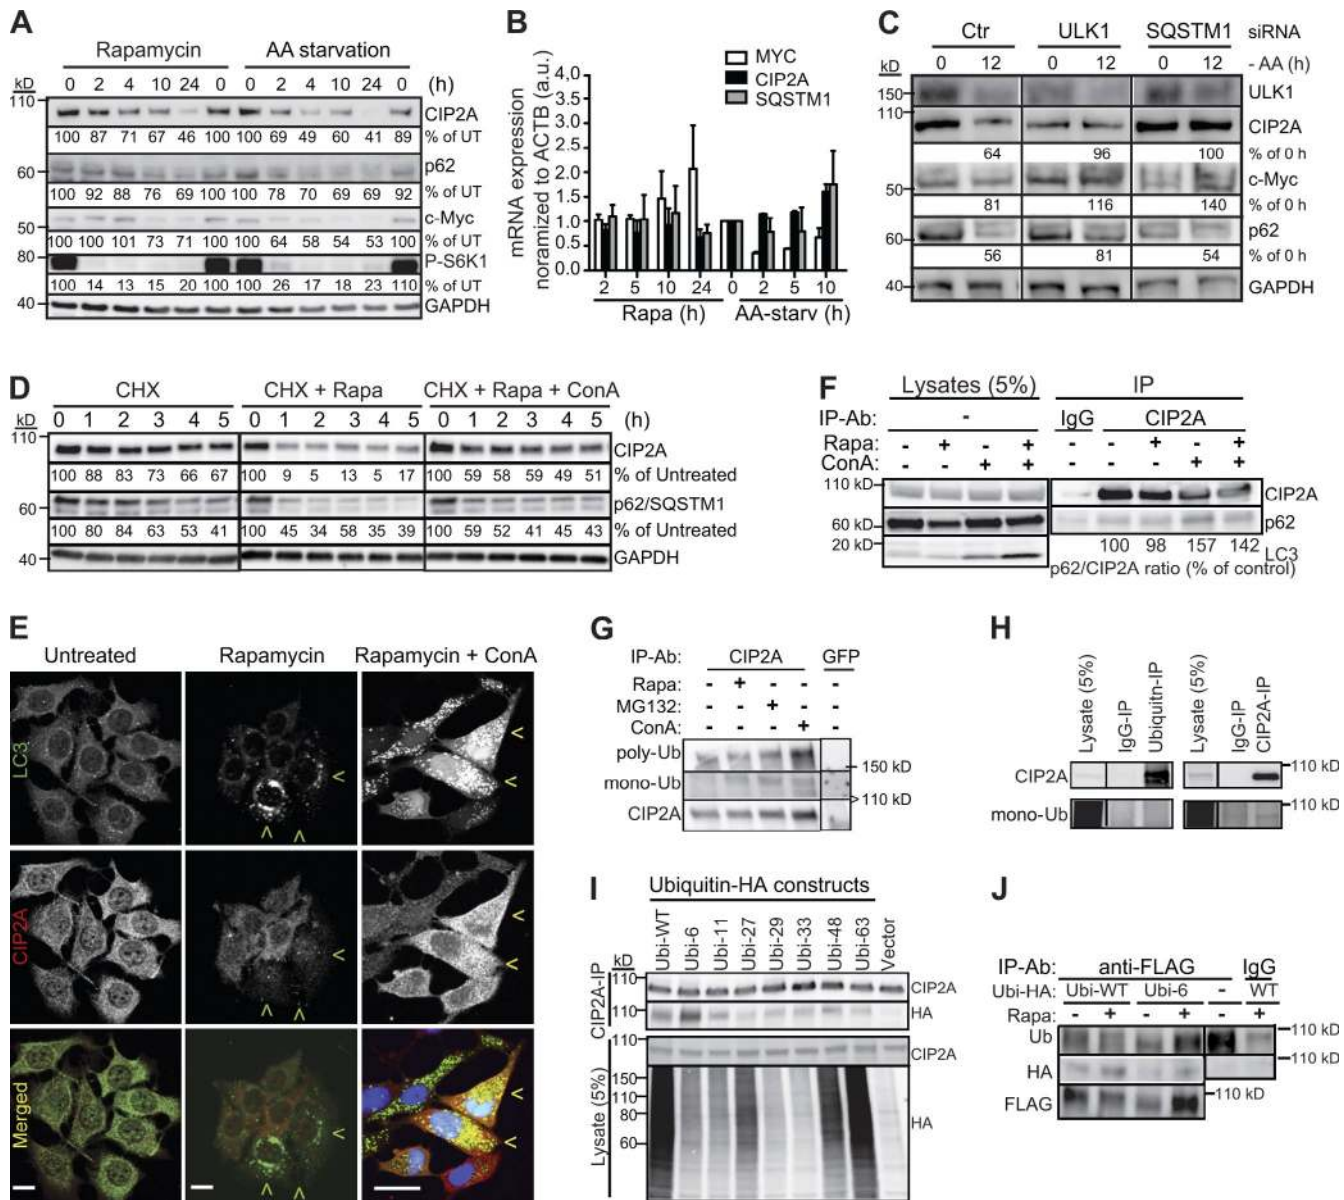 A
Rapamycin AA starvation
kD 0 2 4 10 24 0 0 2 4 10 24 0 (h)
110 CIP2A
100 87 71 67 46 100 100 69 49 60 41 89 % of UT
60 p62
100 92 88 76 69 100 100 78 70 69 69 92 % of UT
50 c-Myc
100 100 101 73 71 100 100 64 58 54 53 100 % of UT
80 P-S6K1
100 14 13 15 20 100 100 26 17 18 23 110 % of UT
40 GAPDH
B
mRNA expression
noramized to ACTB (a.u.)
4.0
3.5
3.0
2.5
2.0
1.5
1.0
0.5
0.0
MYC
CIP2A
SQSTM1
2 5 10 24 0 2 5 10
Rapa (h) AA-starv (h)
C
Ctr ULK1 SQSTM1 siRNA
kD 0 12 0 12 0 12 - AA (h)
150 ULK1
110 CIP2A
64 96 100 % of 0 h
50 c-Myc
81 116 140 % of 0 h
60 p62
56 81 54 % of 0 h
40 GAPDH
D
CHX CHX + Rapa CHX + Rapa + ConA
kD 0 1 2 3 4 5 0 1 2 3 4 5 0 1 2 3 4 5 (h)
110 CIP2A
100 88 83 73 66 67 100 9 5 13 5 17 100 59 58 59 49 51 % of Untreated
60 p62/SQSTM1
100 80 84 63 53 41 100 45 34 58 35 39 100 59 52 41 45 43 % of Untreated
40 GAPDH
F
Lysates (5%) IP
IP-Ab: - IgG CIP2A
Rapa: - + - + - - + - +
ConA: - - + + - - - + +
110 kD CIP2A
60 kD p62
20 kD 100 98 157 142 LC3
p62/CIP2A ratio (% of control)
E
Untreated Rapamycin Rapamycin + ConA
LC3
CIP2A
Merged
G
IP-Ab: CIP2A GFP
Rapa: - + - - -
MG132: - - + - -
ConA: - - - + -
poly-Ub 150 kD
mono-Ub 110 kD
CIP2A
H
Lysate (5%) IgG-IP Ubiquitn-IP Lysate (5%) IgG-IP CIP2A-IP
CIP2A 110 kD
mono-Ub 110 kD
I
Ubiquitin-HA constructs
Ubi-WT Ubi-6 Ubi-11 Ubi-27 Ubi-29 Ubi-33 Ubi-48 Ubi-63 Vector
kD
CIP2A-IP
110 CIP2A
110 HA
Lysate (5%)
110 CIP2A
150
110
80
60
HA
J
IP-Ab: anti-FLAG IgG
Ubi-HA: Ubi-WT Ubi-6 - WT
Rapa: - + - + - +
Ub 110 kD
HA 110 kD
FLAG 110 kD